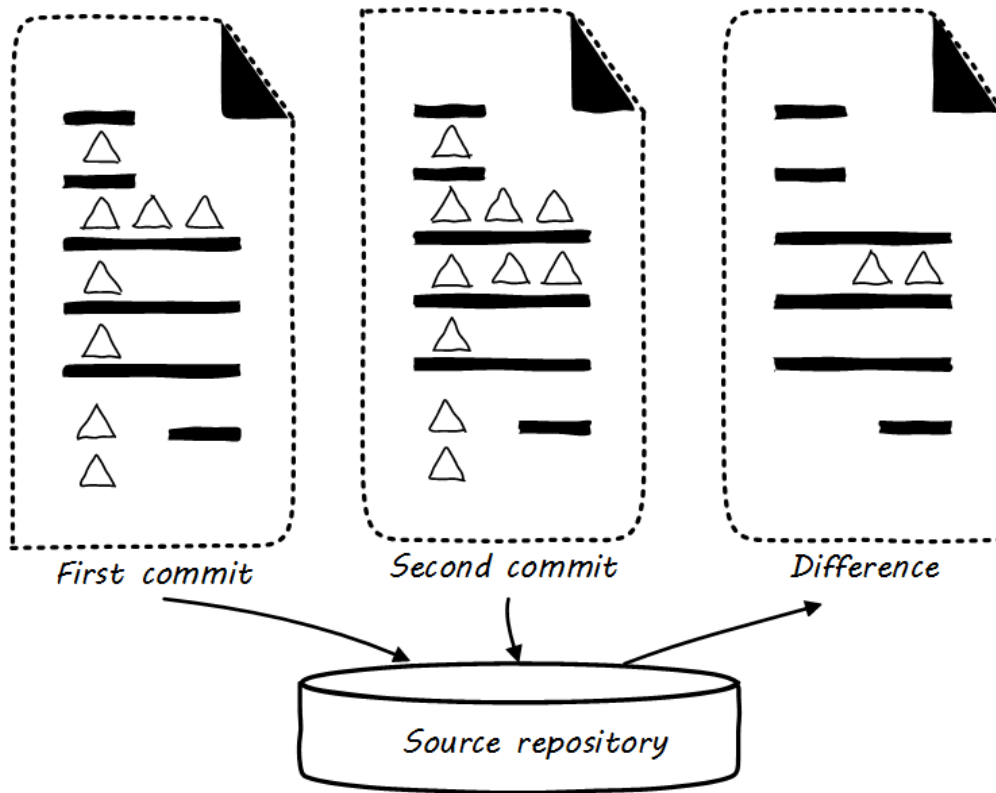 First commit
Second commit
Difference
Source repository